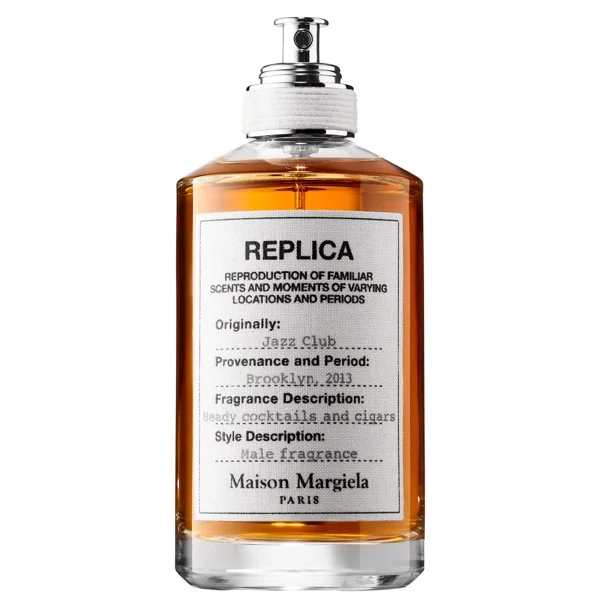 REPLICA
REPRODUCTION OF FAMILIAR
SCENTS AND MOMENTS OF VARYING
LOCATIONS AND PERIODS
Originally:
Jazz Club
Provenance and Period:
Brooklyn, 2013
Fragrance Description:
Heady cocktails and cigars
Style Description:
Male fragrance
Maison Margiela
PARIS